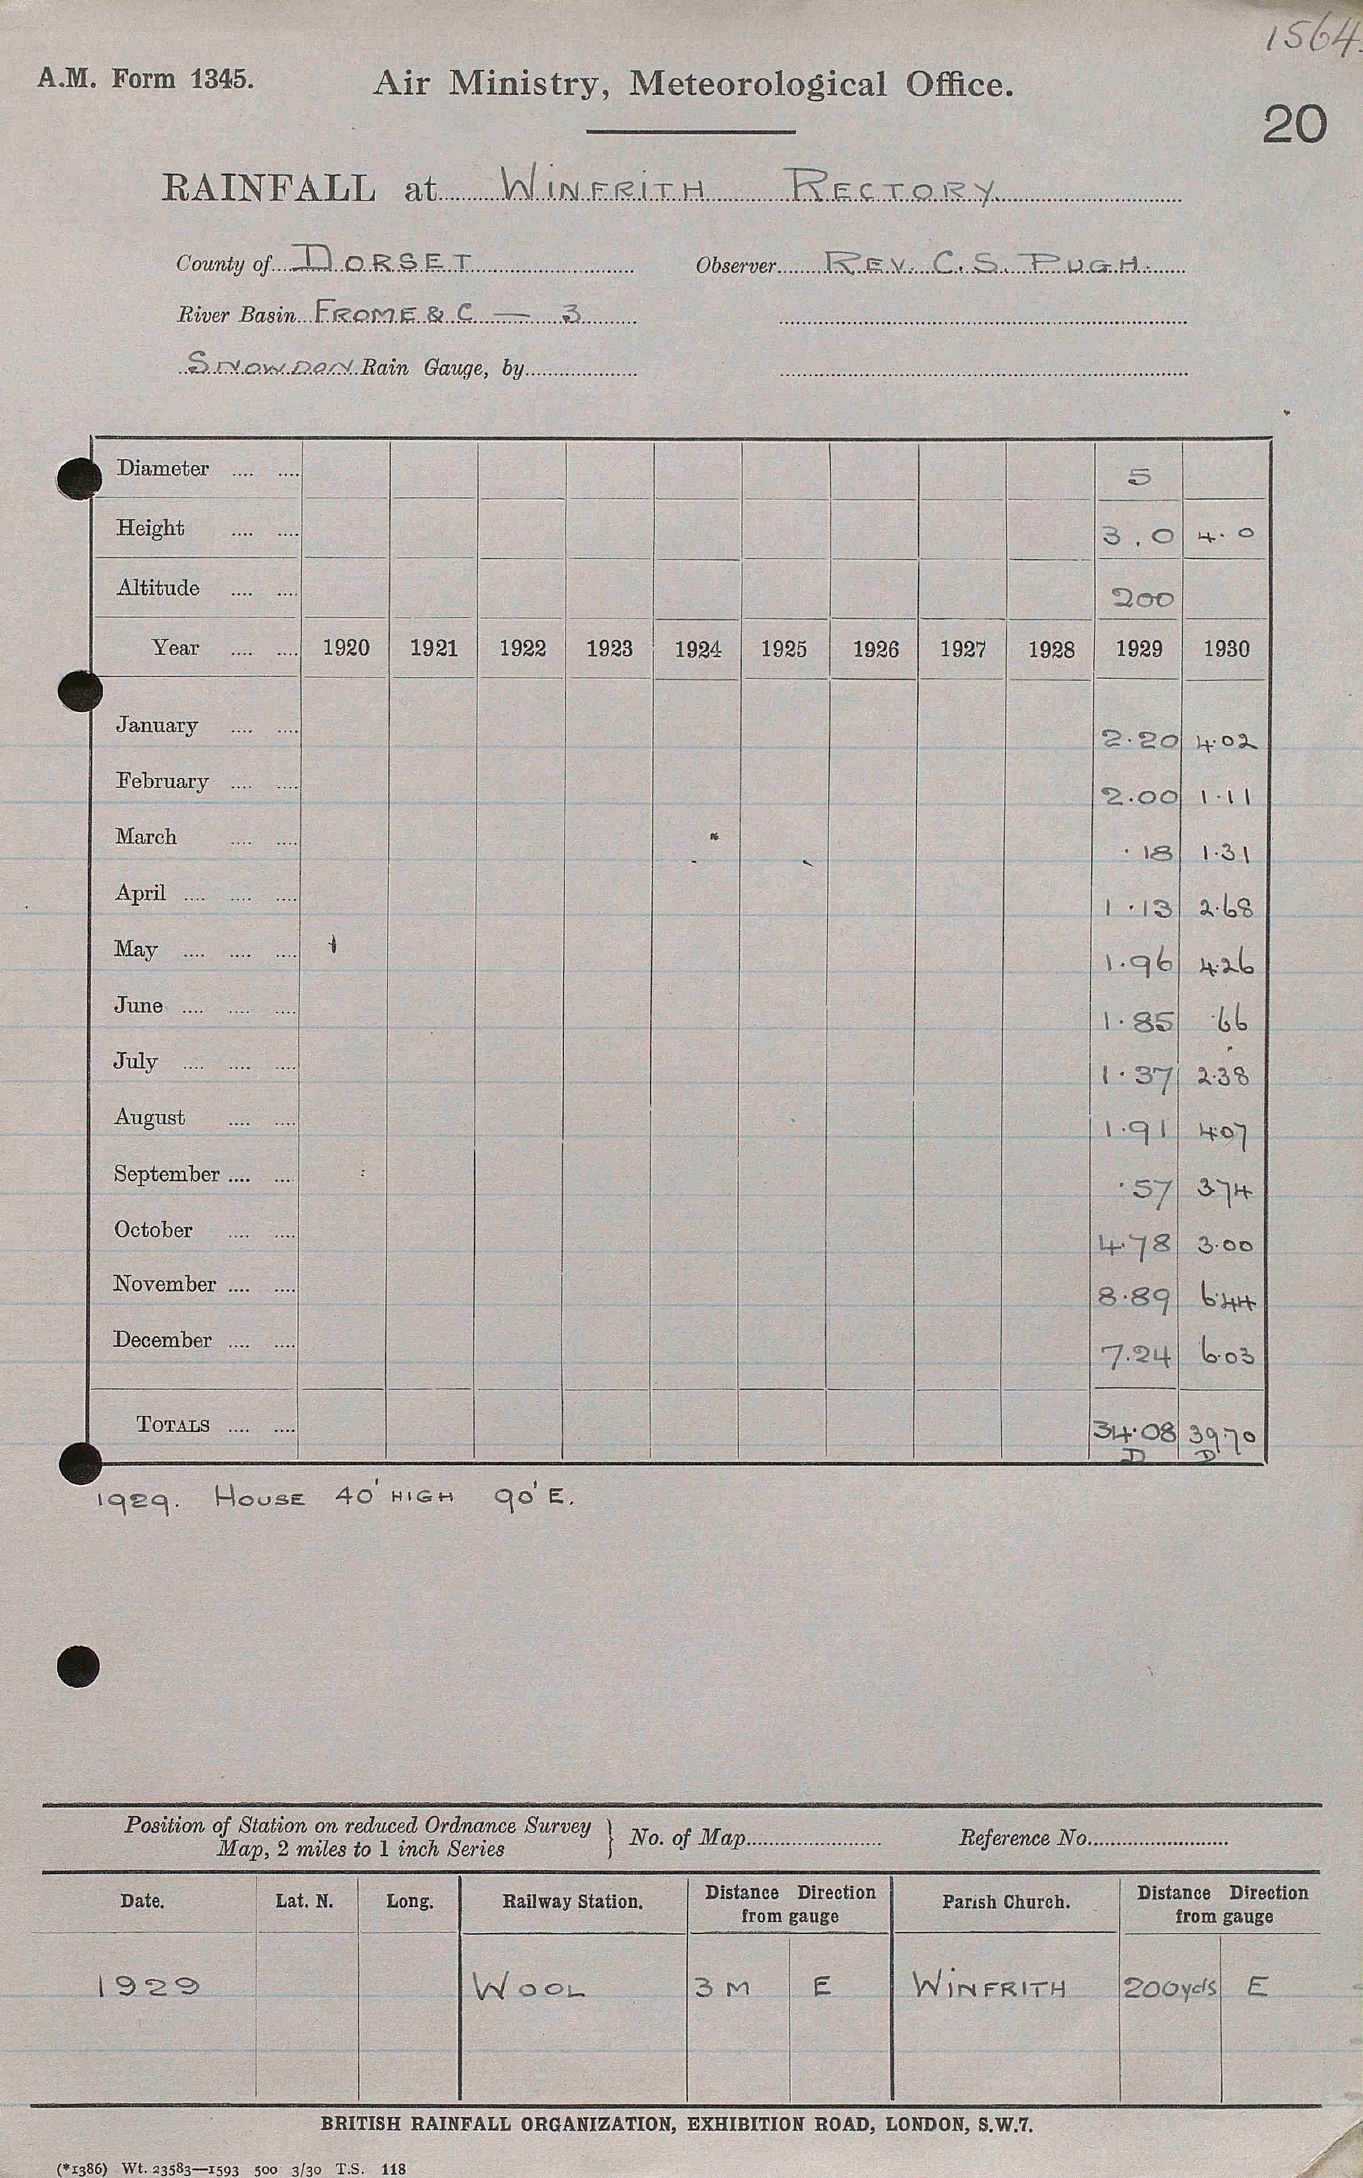 1564
A.M. Form 1345. Air Ministry, Meteorological Office.
20
RAINFALL at WINFRITH RECTORY
County of DORSET Observer REV. C. S. PUGH.
River Basin FROME & C — 3
SNOWDON Rain Gauge, by
Diameter .... .... 5
Height .... .... 3.0 4.0
Altitude .... .... 200
Year .... .... 1920 1921 1922 1923 1924 1925 1926 1927 1928 1929 1930
January .... .... 2.20 4.02
February .... .... 2.00 1.11
March .... .... .18 1.31
April .... .... .... 1.13 2.68
May .... .... .... 1.96 4.26
June .... .... .... 1.85 .66
July .... .... .... 1.37 2.38
August .... .... 1.91 4.07
September .... .... .57 3.74
October .... .... 4.78 3.00
November .... .... 8.89 6.44
December .... .... 7.24 6.03
TOTALS .... .... 34.08 39.70
D D
1929. HOUSE 40' HIGH 90' E.
Position of Station on reduced Ordnance Survey
Map, 2 miles to 1 inch Series } No. of Map Reference No.
Date. Lat. N. Long. Railway Station. Distance Direction from gauge Parish Church. Distance Direction from gauge
1929 WOOL 3 M E WINFRITH 200yds E
BRITISH RAINFALL ORGANIZATION, EXHIBITION ROAD, LONDON, S.W.7.
(*1386) Wt. 23583—1593 500 3/30 T.S. 118